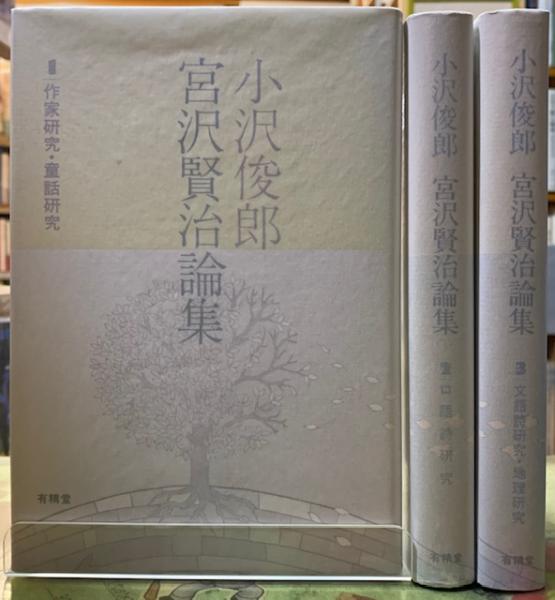 小沢俊郎
宮沢賢治論集
1 作家研究・童話研究
有精堂
小沢俊郎 宮沢賢治論集
2 口語詩研究
有精堂
小沢俊郎 宮沢賢治論集
3 文語詩研究・地理研究
有精堂